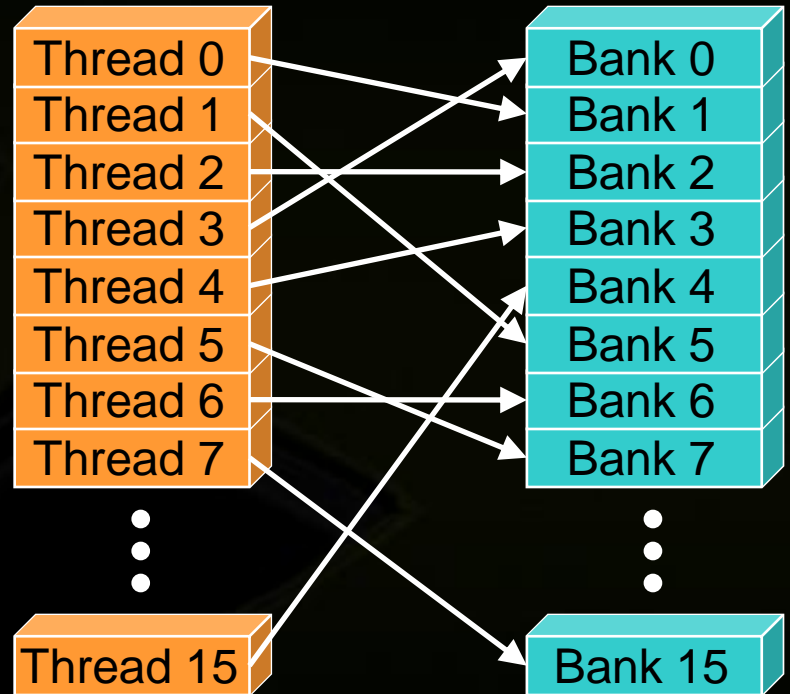 Thread 0
Bank 0
Thread 1
Bank 1
Thread 2
Bank 2
Thread 3
Bank 3
Thread 4
Bank 4
Thread 5
Bank 5
Thread 6
Bank 6
Thread 7
Bank 7
Thread 15
Bank 15